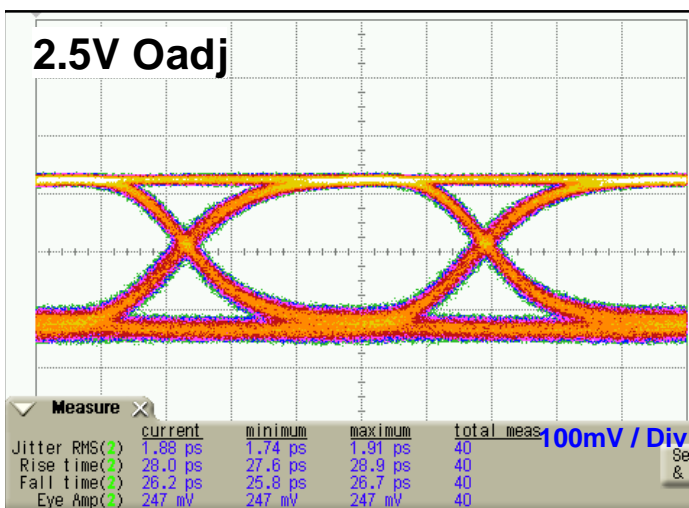 2.5V Oadj
Measure
current minimum maximum total meas
100mV / Div
Jitter RMS(2) 1.88 ps 1.74 ps 1.91 ps 40
Rise time(2) 28.0 ps 27.6 ps 28.9 ps 40
Fall time(2) 26.2 ps 25.8 ps 26.7 ps 40
Eye Amp(2) 247 mV 247 mV 247 mV 40
Se
&